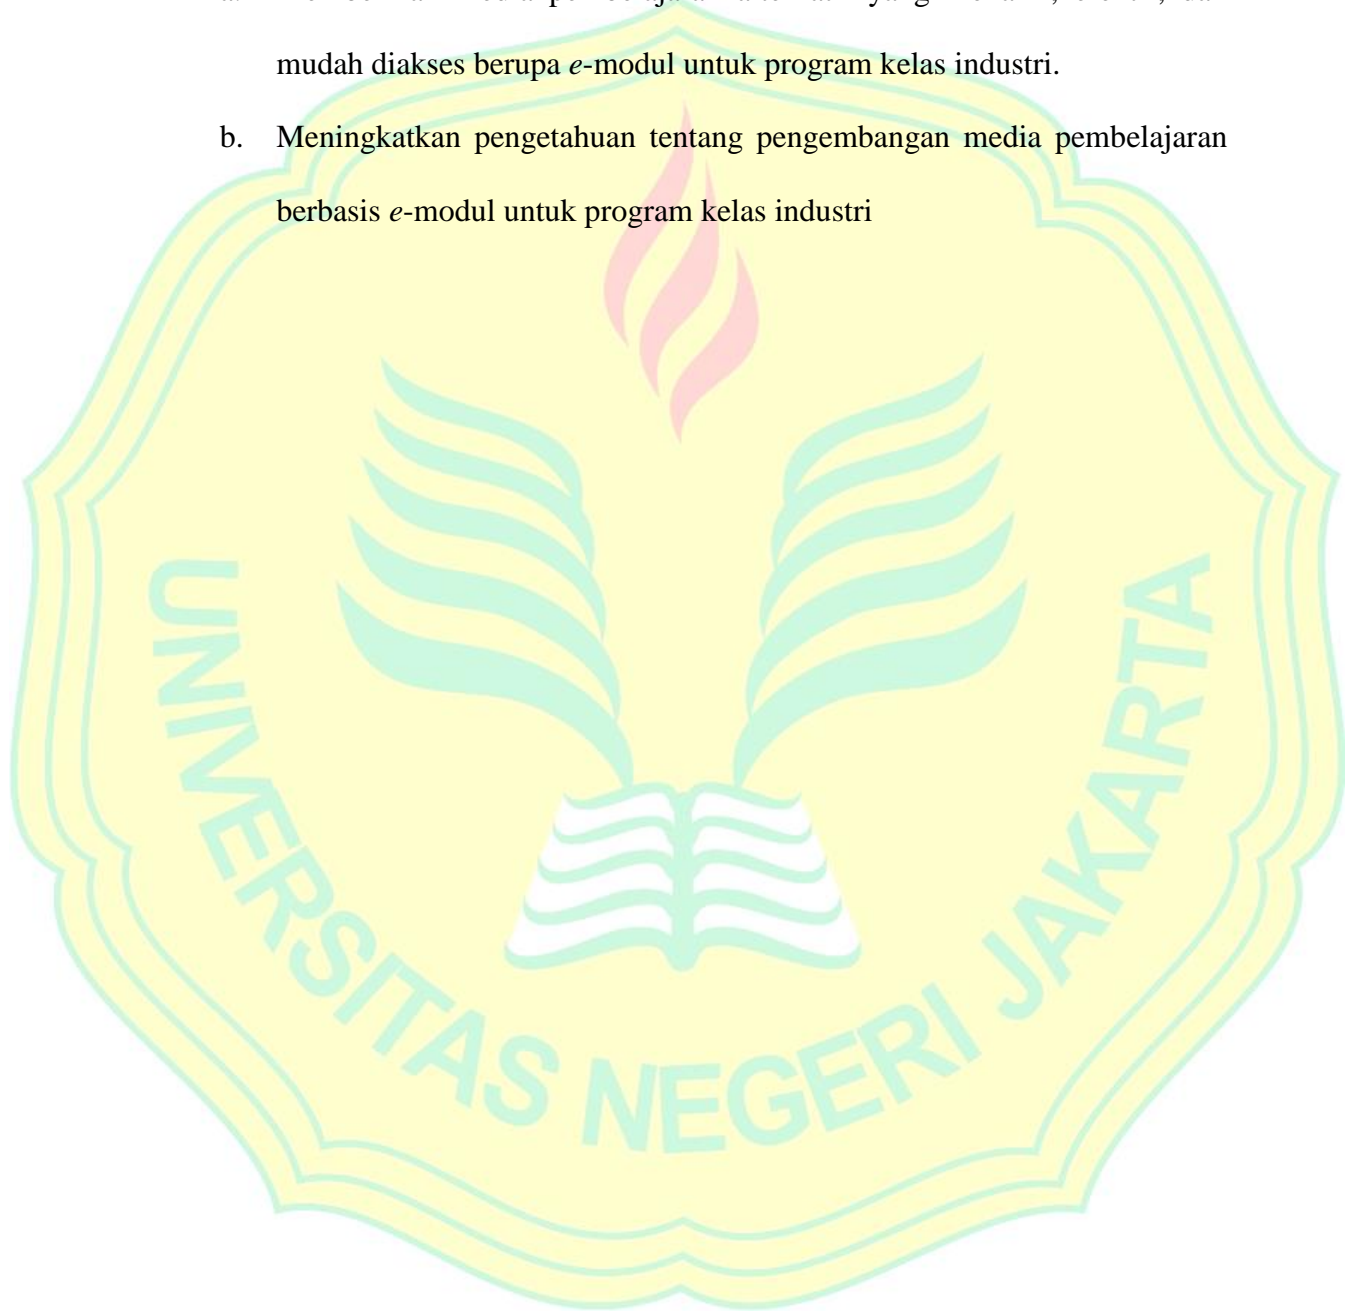 mudah diakses berupa e-modul untuk program kelas industri.
b. Meningkatkan pengetahuan tentang pengembangan media pembelajaran
berbasis e-modul untuk program kelas industri
UNIVERSITAS NEGERI JAKARTA